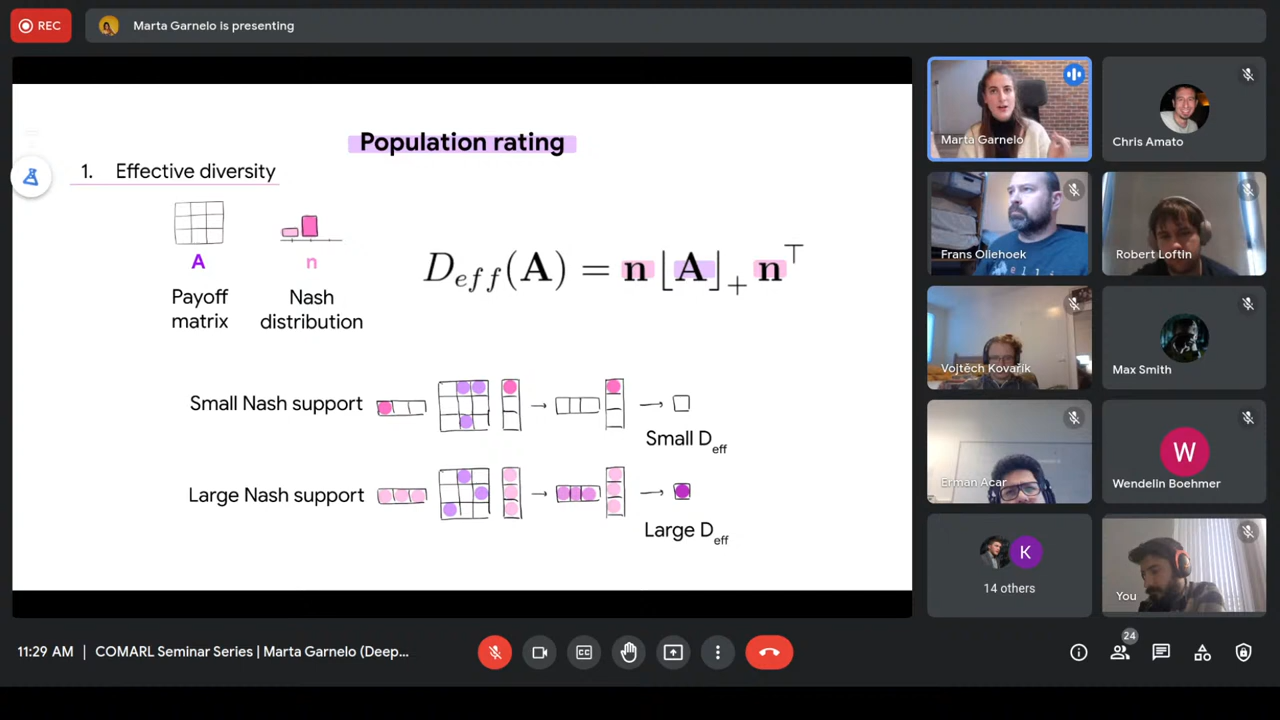 REC
Marta Garnelo is presenting
Population rating
1. Effective diversity
A
n
Payoff
matrix
Nash
distribution
D_eff(A) = n ⌊A⌋₊ n^⊤
Small Nash support
Small D_eff
Large Nash support
Large D_eff
Marta Garnelo
Chris Amato
Frans Oliehoek
Robert Loftin
Vojtěch Kovařík
Max Smith
Erman Acar
W
Wendelin Boehmer
K
14 others
You
11:29 AM | COMARL Seminar Series | Marta Garnelo (Deep...
24